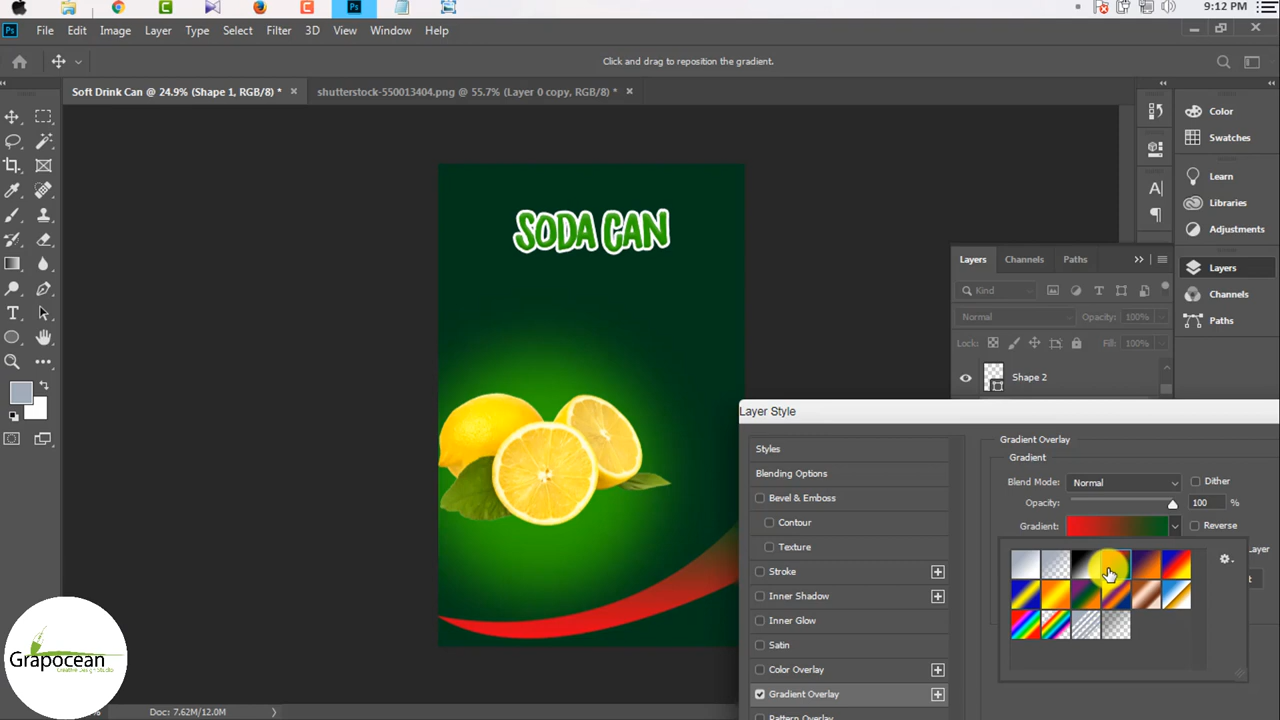 9:12 PM
Ps
File Edit Image Layer Type Select Filter 3D View Window Help
Click and drag to reposition the gradient.
Soft Drink Can @ 24.9% (Shape 1, RGB/8) * ×
shutterstock-550013404.png @ 55.7% (Layer 0 copy, RGB/8) * ×
Color
Swatches
Learn
Libraries
Adjustments
Layers
Channels
Paths
SODA CAN
Layers Channels Paths
Kind
Normal Opacity: 100%
Lock: Fill: 100%
Shape 2
Layer Style
Styles
Blending Options
Bevel & Emboss
Contour
Texture
Stroke
Inner Shadow
Inner Glow
Satin
Color Overlay
Gradient Overlay
Pattern Overlay
Gradient Overlay
Gradient
Blend Mode: Normal Dither
Opacity: 100 %
Gradient: Reverse
Layer
Grapocean
Creative Design Studio
Doc: 7.62M/12.0M